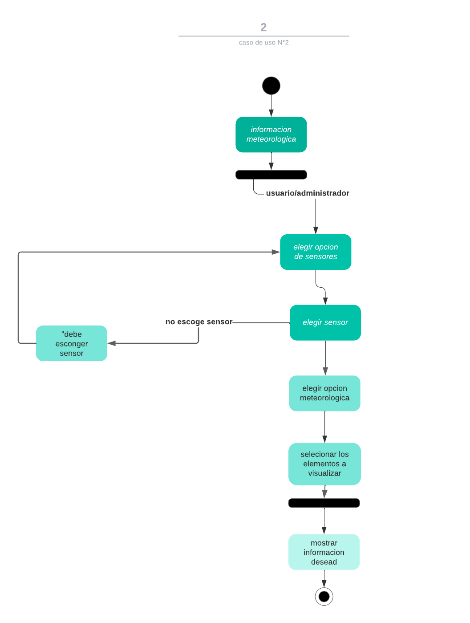 2
caso de uso N°2
informacion
meteorologica
usuario/administrador
elegir opcion
de sensores
no escoge sensor
elegir sensor
"debe
esconger
sensor
elegir opcion
meteorologica
selecionar los
elementos a
visualizar
mostrar
informacion
desead